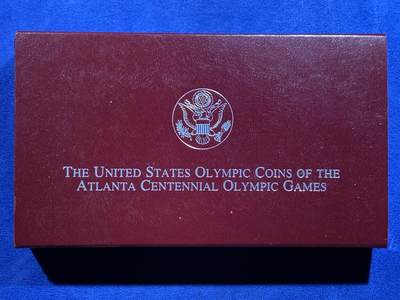 The United States Olympic Coins of the
Atlanta Centennial Olympic Games